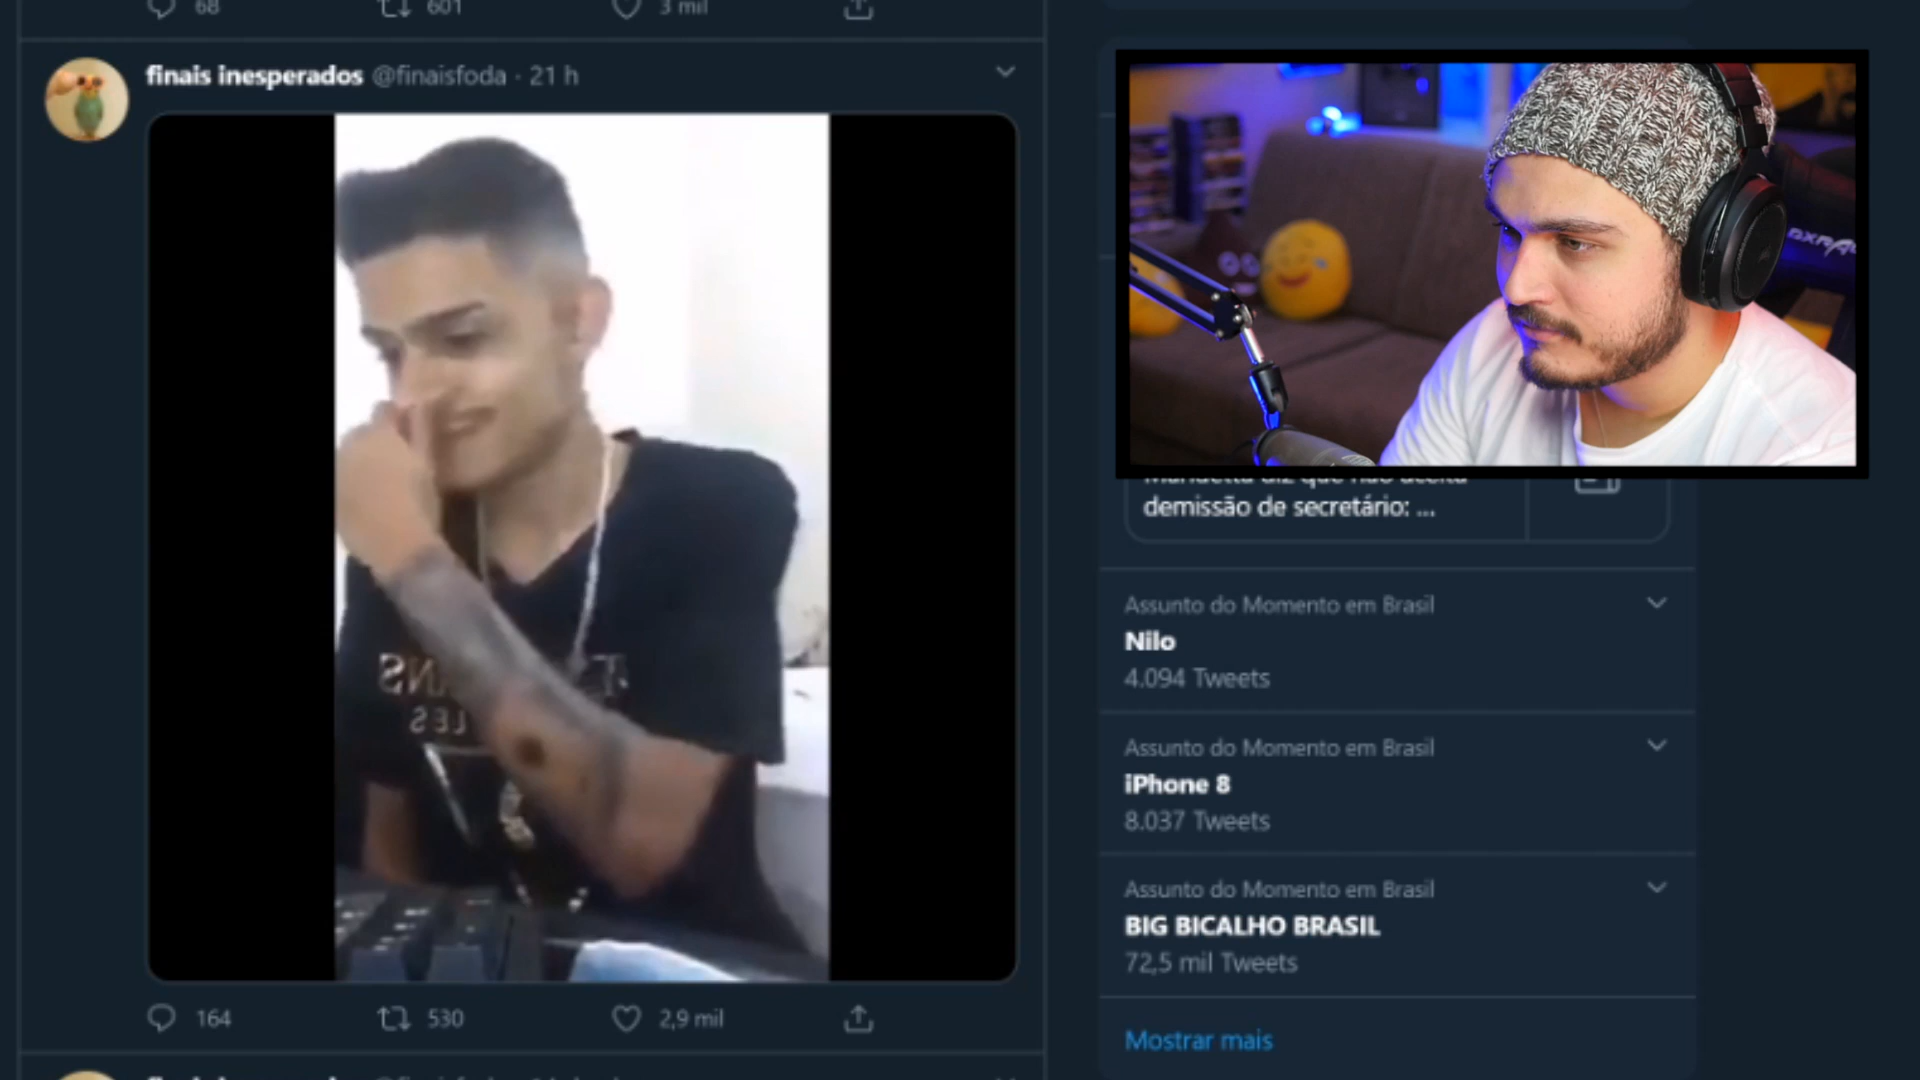 68 601 3 mil
finais inesperados @finaisfoda · 21 h
164 530 2,9 mil
demissão de secretário: ...
Assunto do Momento em Brasil
Nilo
4.094 Tweets
Assunto do Momento em Brasil
iPhone 8
8.037 Tweets
Assunto do Momento em Brasil
BIG BICALHO BRASIL
72,5 mil Tweets
Mostrar mais